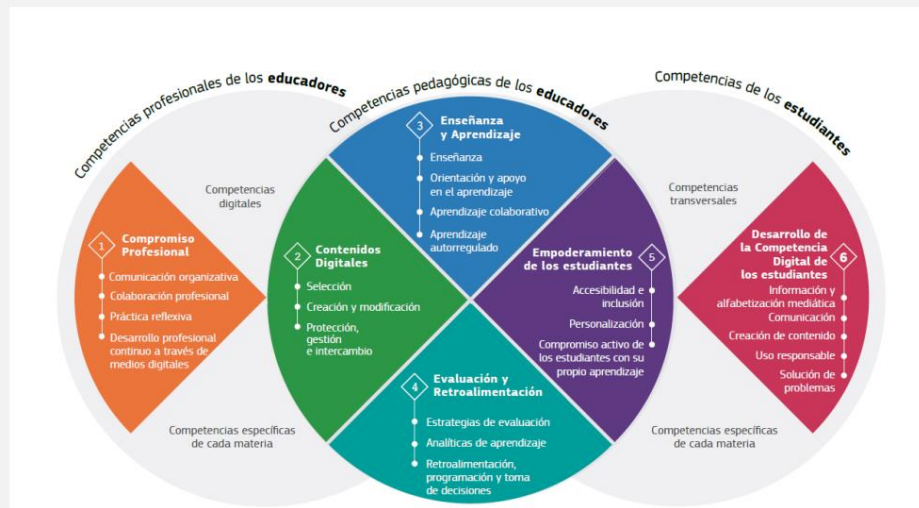 Competencias profesionales de los educadores
Competencias pedagógicas de los educadores
Competencias de los estudiantes
Competencias
digitales
Competencias
transversales
1
Compromiso
Profesional
Comunicación organizativa
Colaboración profesional
Práctica reflexiva
Desarrollo profesional
continuo a través de
medios digitales
2
Contenidos
Digitales
Selección
Creación y modificación
Protección,
gestión
e intercambio
3
Enseñanza
y Aprendizaje
Enseñanza
Orientación y apoyo
en el aprendizaje
Aprendizaje colaborativo
Aprendizaje
autorregulado
4
Evaluación y
Retroalimentación
Estrategias de evaluación
Analíticas de aprendizaje
Retroalimentación,
programación y toma
de decisiones
Empoderamiento
de los estudiantes
5
Accesibilidad e
inclusión
Personalización
Compromiso activo de
los estudiantes con su
propio aprendizaje
Desarrollo de
la Competencia
Digital de
los estudiantes
6
Información y
alfabetización mediática
Comunicación
Creación de contenido
Uso responsable
Solución de
problemas
Competencias específicas
de cada materia
Competencias específicas
de cada materia